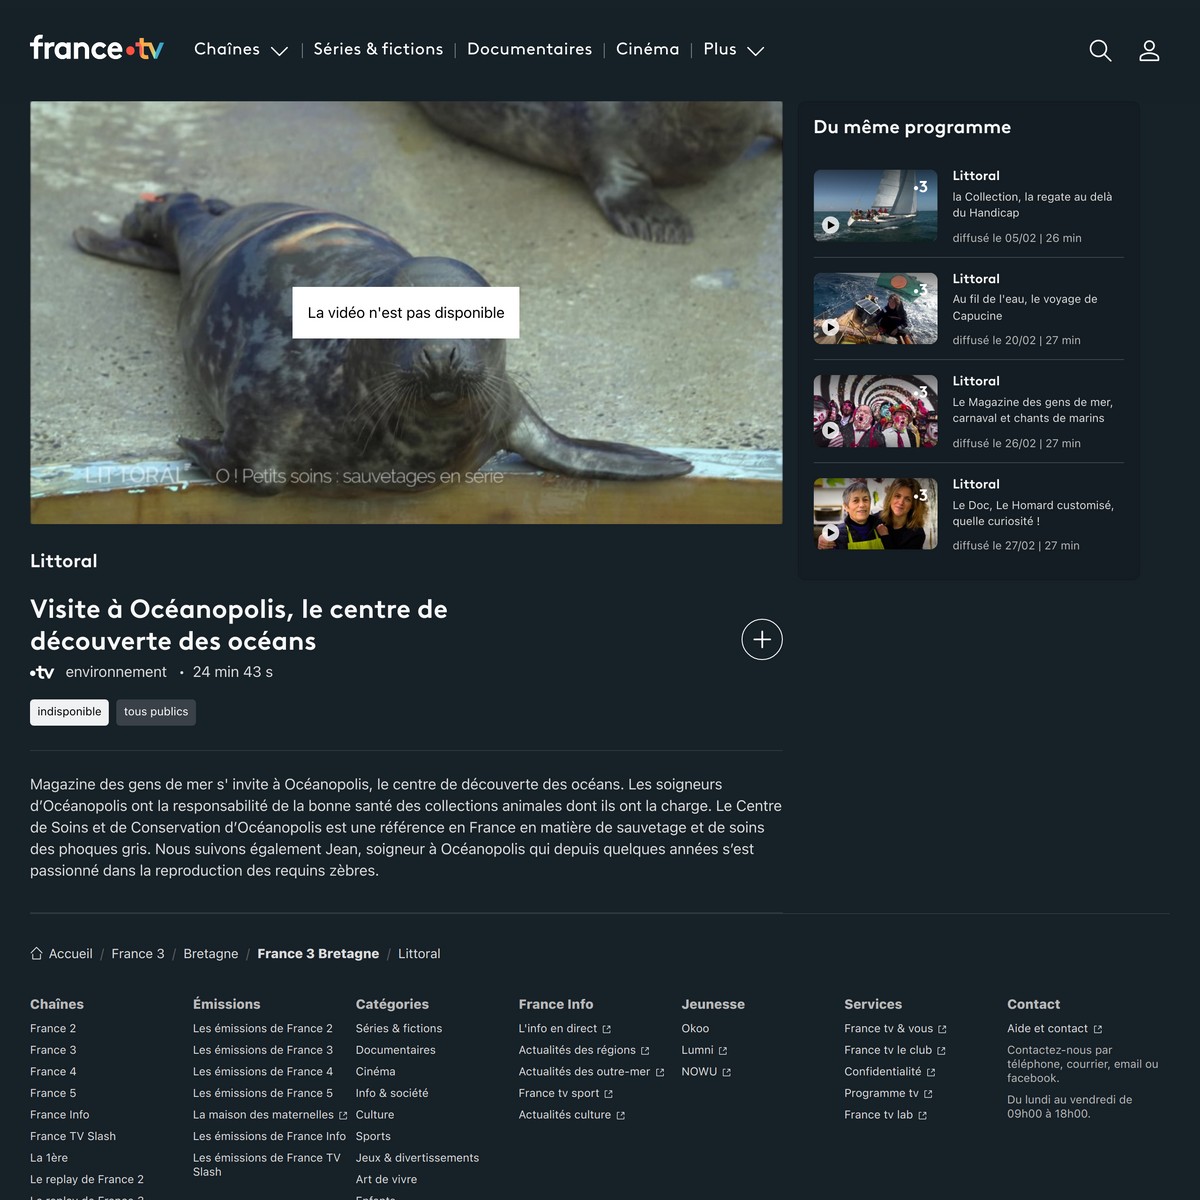 france•tv
Chaînes
Séries & fictions
Documentaires
Cinéma
Plus
La vidéo n'est pas disponible
LITTORAL
O ! Petits soins : sauvetages en série
Du même programme
•3
Littoral
la Collection, la regate au delà
du Handicap
diffusé le 05/02 | 26 min
•3
Littoral
Au fil de l'eau, le voyage de
Capucine
diffusé le 20/02 | 27 min
•3
Littoral
Le Magazine des gens de mer,
carnaval et chants de marins
diffusé le 26/02 | 27 min
•3
Littoral
Le Doc, Le Homard customisé,
quelle curiosité !
diffusé le 27/02 | 27 min
Littoral
Visite à Océanopolis, le centre de
découverte des océans
•tv environnement • 24 min 43 s
indisponible
tous publics
Magazine des gens de mer s' invite à Océanopolis, le centre de découverte des océans. Les soigneurs
d’Océanopolis ont la responsabilité de la bonne santé des collections animales dont ils ont la charge. Le Centre
de Soins et de Conservation d’Océanopolis est une référence en France en matière de sauvetage et de soins
des phoques gris. Nous suivons également Jean, soigneur à Océanopolis qui depuis quelques années s’est
passionné dans la reproduction des requins zèbres.
Accueil / France 3 / Bretagne / France 3 Bretagne / Littoral
Chaînes
France 2
France 3
France 4
France 5
France Info
France TV Slash
La 1ère
Le replay de France 2
Le replay de France 3
Émissions
Les émissions de France 2
Les émissions de France 3
Les émissions de France 4
Les émissions de France 5
La maison des maternelles
Les émissions de France Info
Les émissions de France TV
Slash
Catégories
Séries & fictions
Documentaires
Cinéma
Info & société
Culture
Sports
Jeux & divertissements
Art de vivre
Enfants
France Info
L'info en direct
Actualités des régions
Actualités des outre-mer
France tv sport
Actualités culture
Jeunesse
Okoo
Lumni
NOWU
Services
France tv & vous
France tv le club
Confidentialité
Programme tv
France tv lab
Contact
Aide et contact
Contactez-nous par
téléphone, courrier, email ou
facebook.
Du lundi au vendredi de
09h00 à 18h00.